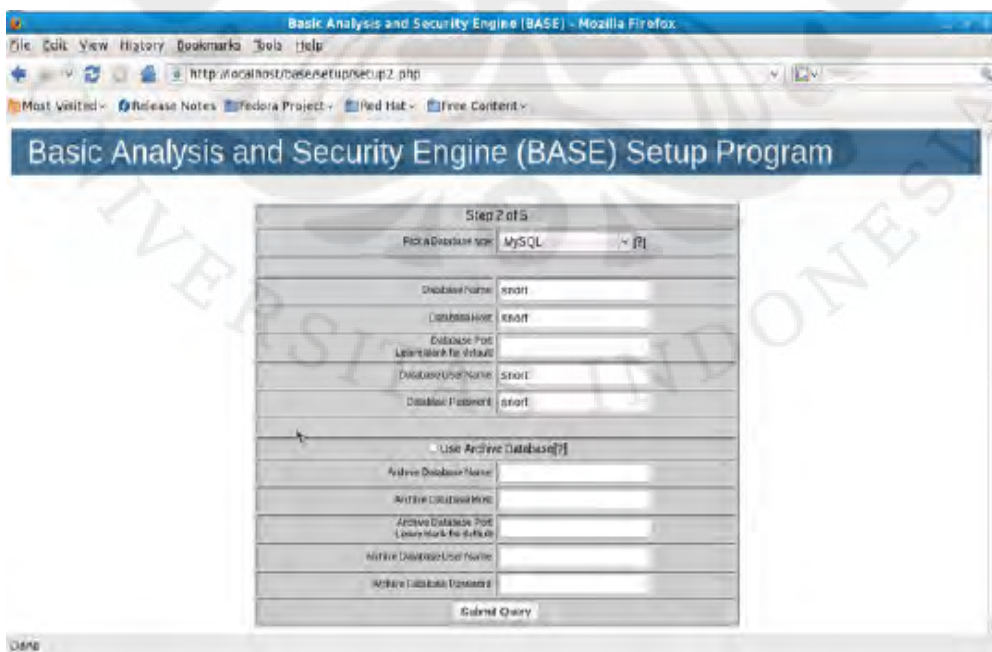 Basic Analysis and Security Engine (BASE) - Mozilla Firefox
File Edit View History Bookmarks Tools Help
http://localhost/base/setup/setup2.php
Most Visited Release Notes Fedora Project Red Hat Free Content
Basic Analysis and Security Engine (BASE) Setup Program
Step 2 of 5
Pick a Database type: MySQL [?]
Database Name: snort
Database Host: snort
Database Port:
Leave blank for default!
Database User Name: snort
Database Password: snort
Use Archive Database[?]
Archive Database Name:
Archive Database Host:
Archive Database Port:
Leave blank for default!
Archive Database User Name:
Archive Database Password:
Submit Query
Done
UNIVERSITAS INDONESIA